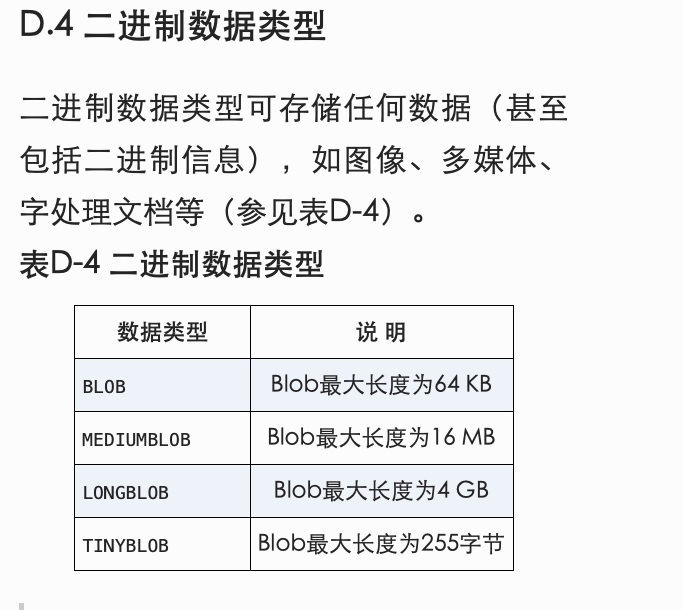 D.4 二进制数据类型
二进制数据类型可存储任何数据（甚至
包括二进制信息），如图像、多媒体、
字处理文档等（参见表D-4）。
表D-4 二进制数据类型
数据类型 说 明
BLOB Blob最大长度为64 KB
MEDIUMBLOB Blob最大长度为16 MB
LONGBLOB Blob最大长度为4 GB
TINYBLOB Blob最大长度为255字节